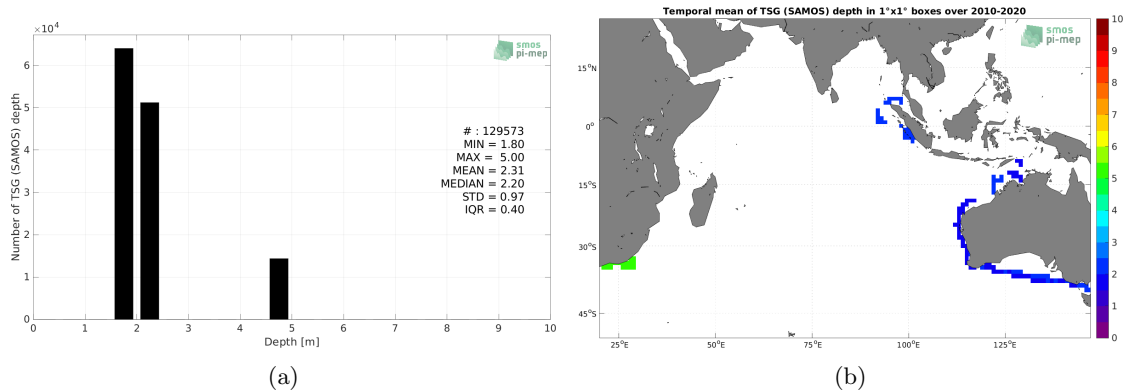 ×10⁴
6
5
4
3
2
1
0
Number of TSG (SAMOS) depth
0 1 2 3 4 5 6 7 8 9 10
Depth [m]
smos
pi-mep
# : 129573
MIN = 1.80
MAX = 5.00
MEAN = 2.31
MEDIAN = 2.20
STD = 0.97
IQR = 0.40
(a)
Temporal mean of TSG (SAMOS) depth in 1°x1° boxes over 2010-2020
smos
pi-mep
15°N
0°
15°S
30°S
45°S
25°E 50°E 75°E 100°E 125°E
10
9
8
7
6
5
4
3
2
1
0
(b)